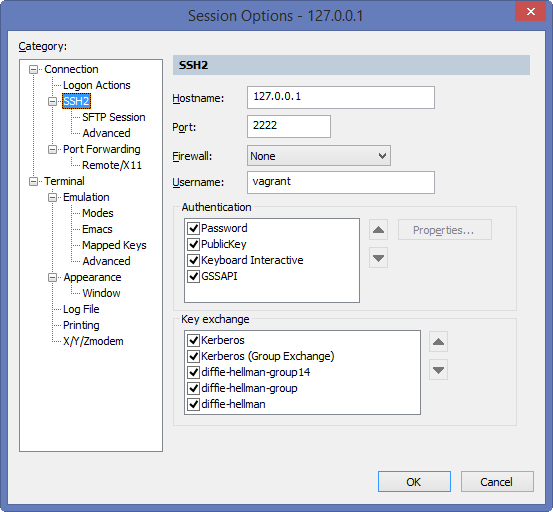 Session Options - 127.0.0.1
Category:
Connection
Logon Actions
SSH2
SFTP Session
Advanced
Port Forwarding
Remote/X11
Terminal
Emulation
Modes
Emacs
Mapped Keys
Advanced
Appearance
Window
Log File
Printing
X/Y/Zmodem
SSH2
Hostname: 127.0.0.1
Port: 2222
Firewall: None
Username: vagrant
Authentication
Password
PublicKey
Keyboard Interactive
GSSAPI
Properties...
Key exchange
Kerberos
Kerberos (Group Exchange)
diffie-hellman-group14
diffie-hellman-group
diffie-hellman
OK Cancel